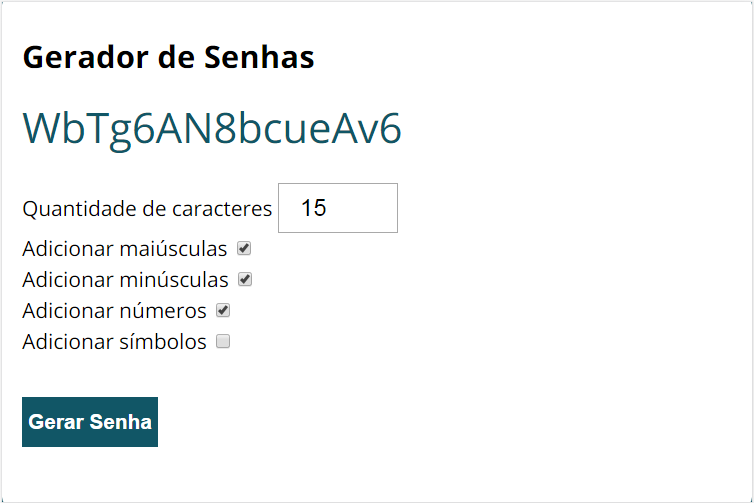 Gerador de Senhas
WbTg6AN8bcueAv6
Quantidade de caracteres 15
Adicionar maiúsculas
Adicionar minúsculas
Adicionar números
Adicionar símbolos
Gerar Senha